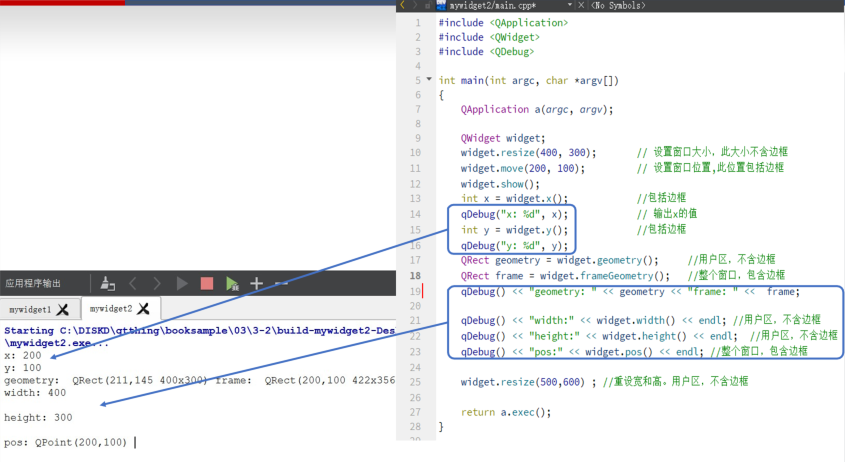 mywidget2/main.cpp* <No Symbols>
1 #include <QApplication>
2 #include <QWidget>
3 #include <QDebug>
4
5 int main(int argc, char *argv[])
6 {
7 QApplication a(argc, argv);
8
9 QWidget widget;
10 widget.resize(400, 300); // 设置窗口大小，此大小不含边框
11 widget.move(200, 100); // 设置窗口位置,此位置包括边框
12 widget.show();
13 int x = widget.x(); //包括边框
14 qDebug("x: %d", x); // 输出x的值
15 int y = widget.y(); //包括边框
16 qDebug("y: %d", y);
17 QRect geometry = widget.geometry(); //用户区，不含边框
18 QRect frame = widget.frameGeometry(); //整个窗口，包含边框
19 qDebug() << "geometry: " << geometry << "frame: " << frame;
20
21 qDebug() << "width:" << widget.width() << endl; //用户区，不含边框
22 qDebug() << "height:" << widget.height() << endl; //用户区，不含边框
23 qDebug() << "pos:" << widget.pos() << endl; //整个窗口，包含边框
24
25 widget.resize(500,600) ; //重设宽和高。用户区，不含边框
26
27 return a.exec();
28 }
29
应用程序输出
mywidget1 mywidget2
Starting C:\DISKD\qtthing\booksample\03\3-2\build-mywidget2-Des
\mywidget2.exe...
x: 200
y: 100
geometry: QRect(211,145 400x300) frame: QRect(200,100 422x356
width: 400
height: 300
pos: QPoint(200,100)